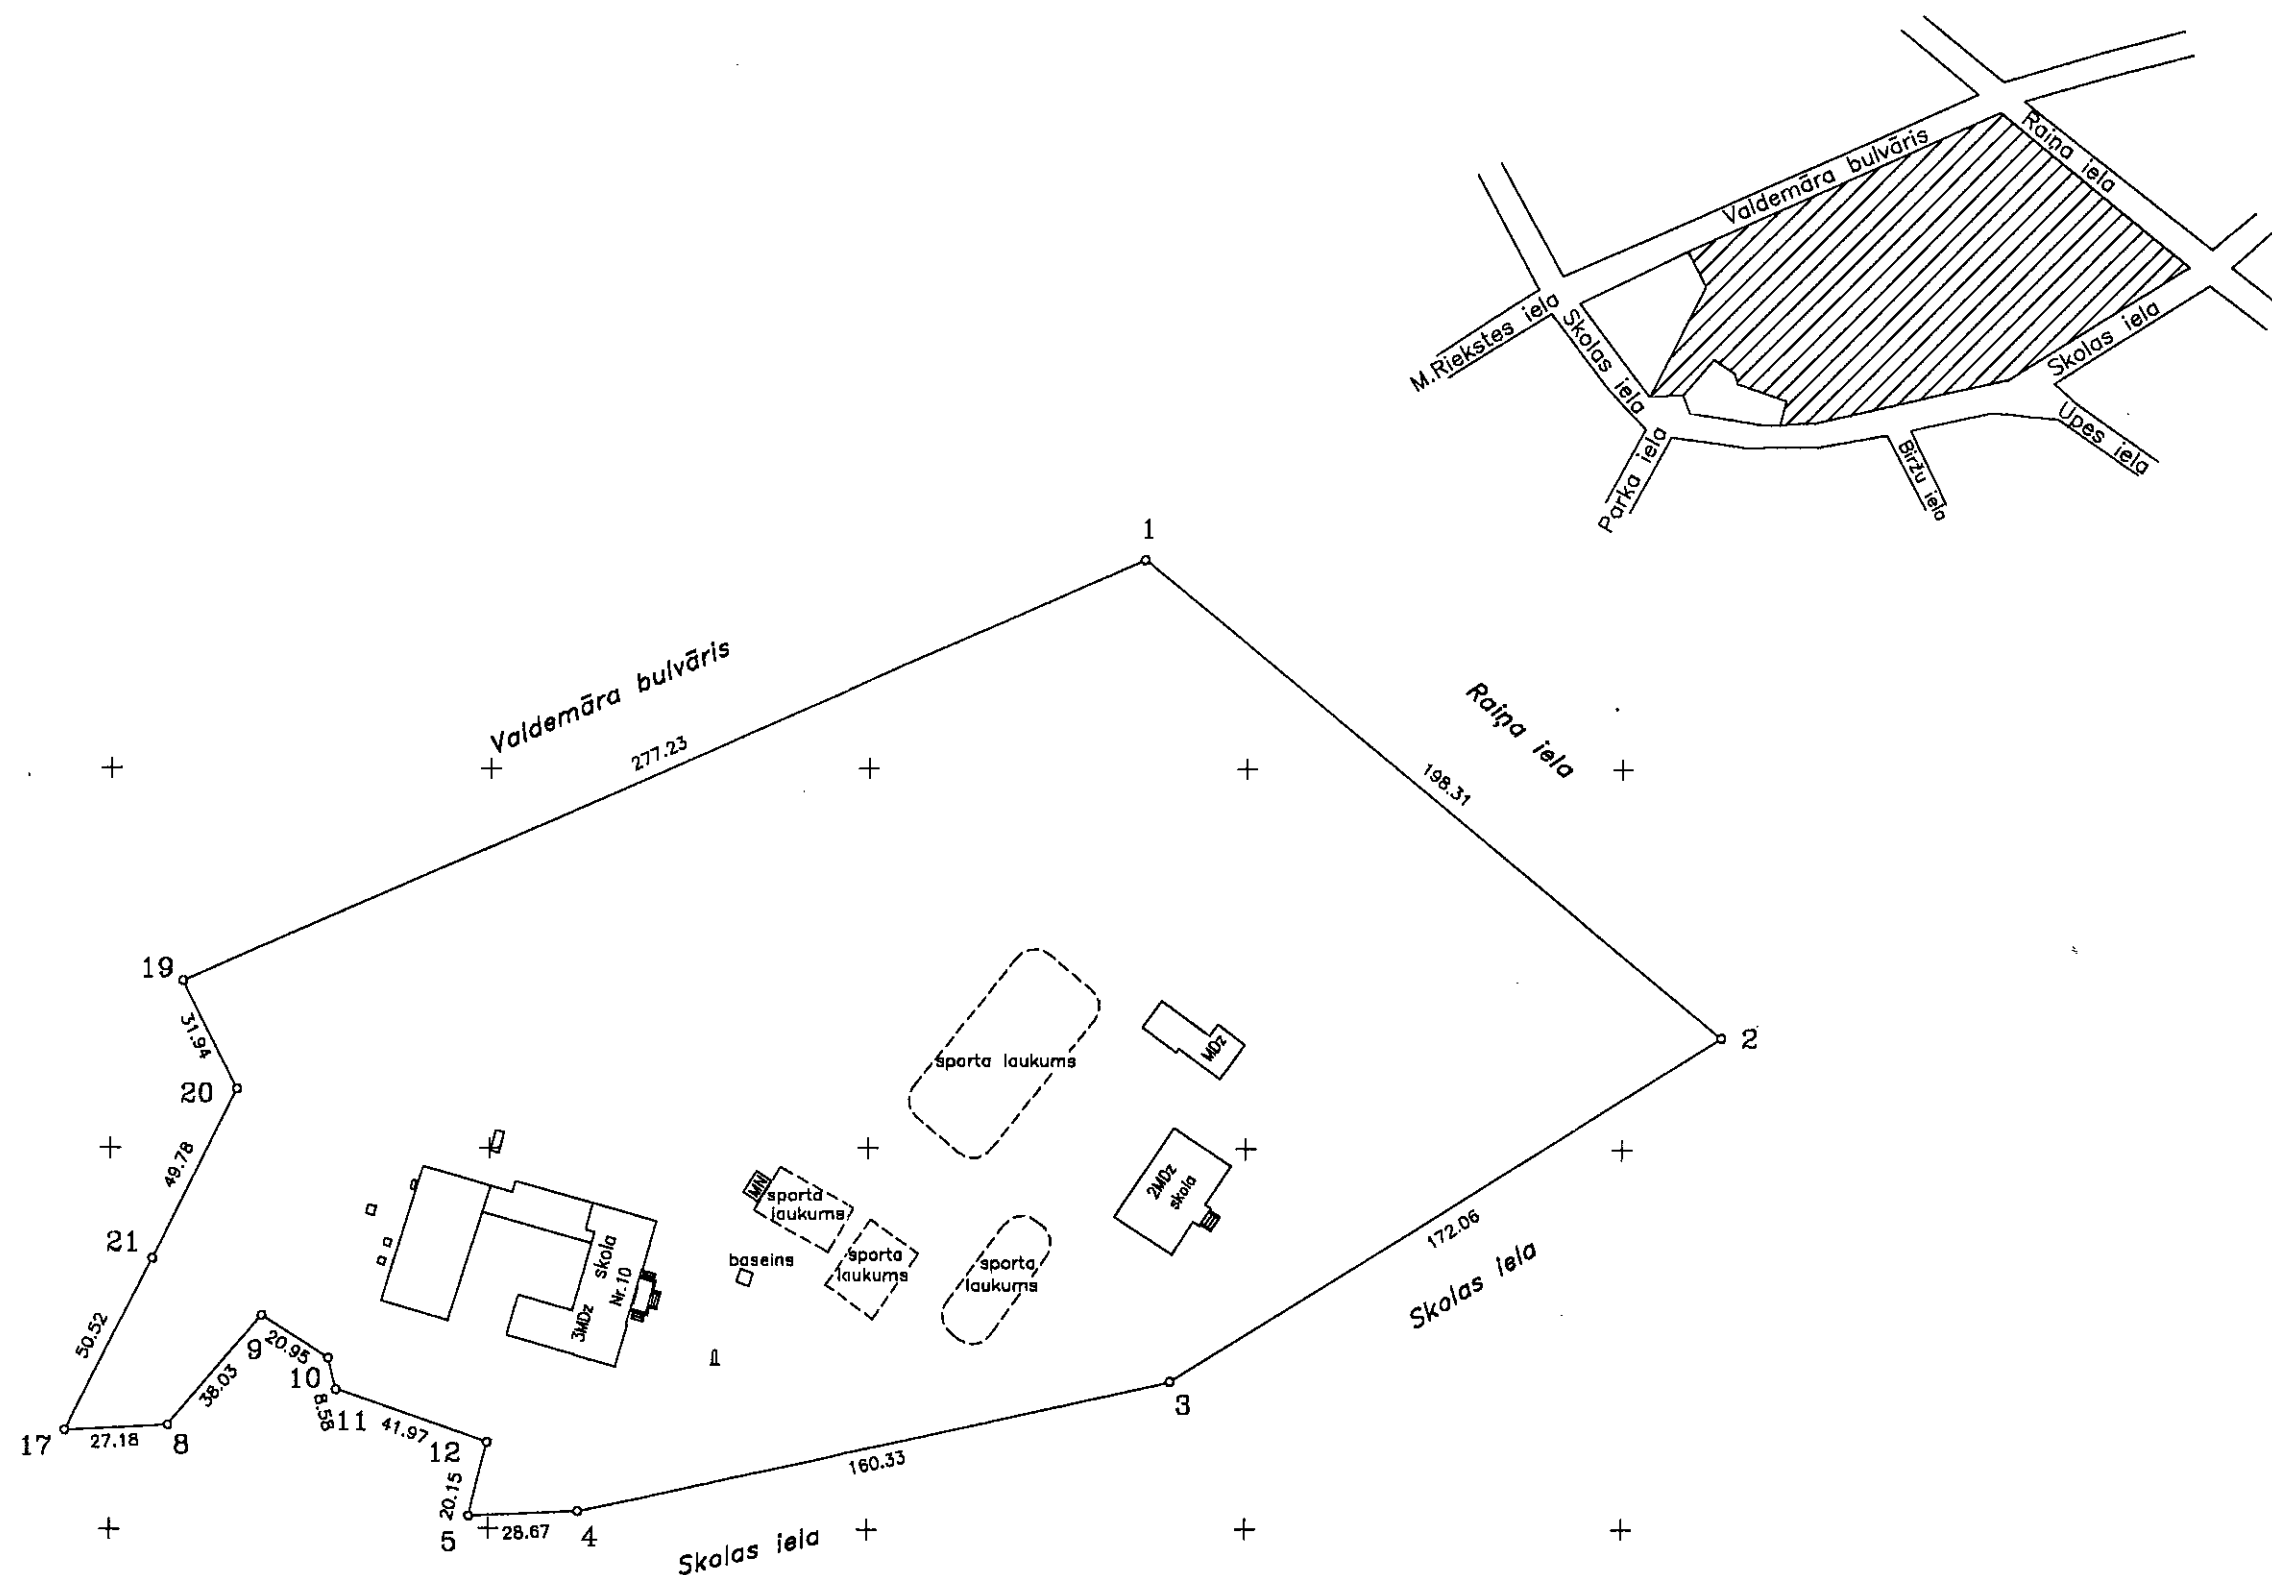 Raiņa iela
Valdemāra bulvāris
M.Riekstes iela
Skolas iela
Skolas iela
Upes iela
Parka iela
Biržu iela
1
Valdemāra bulvāris
277.23
Raiņa iela
198.31
19
31.94
20
2
sporta laukums
MDz
49.78
21
2MDz
skola
MN
sporta
laukums
172.06
Skolas iela
skola
Nr.10
3MDz
baseins
sporta
laukums
sporta
laukums
50.52
9
20.95
10
38.03
8.58
11
3
17
27.18
8
41.97
12
160.33
20.15
5
28.67
4
Skolas iela